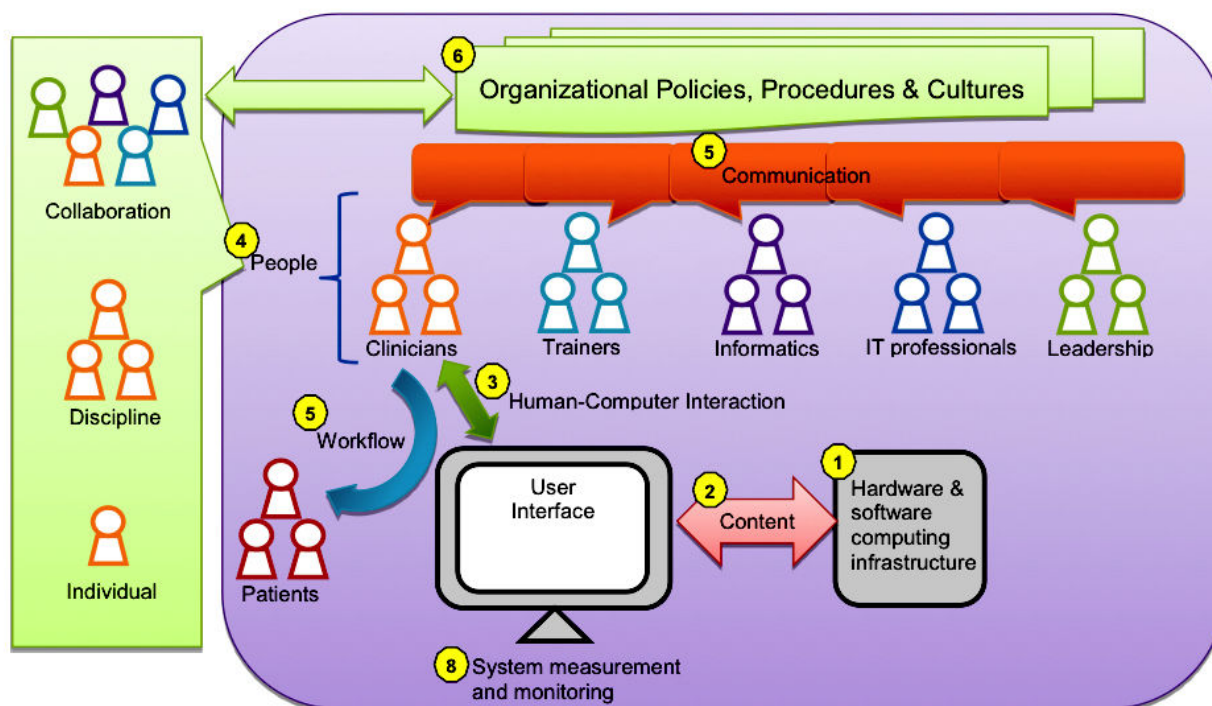 6
Organizational Policies, Procedures & Cultures
5
Communication
Collaboration
4
People
Clinicians
Trainers
Informatics
IT professionals
Leadership
Discipline
3
Human-Computer Interaction
5
Workflow
User
Interface
2
Content
1
Hardware &
software
computing
infrastructure
Individual
Patients
8
System measurement
and monitoring